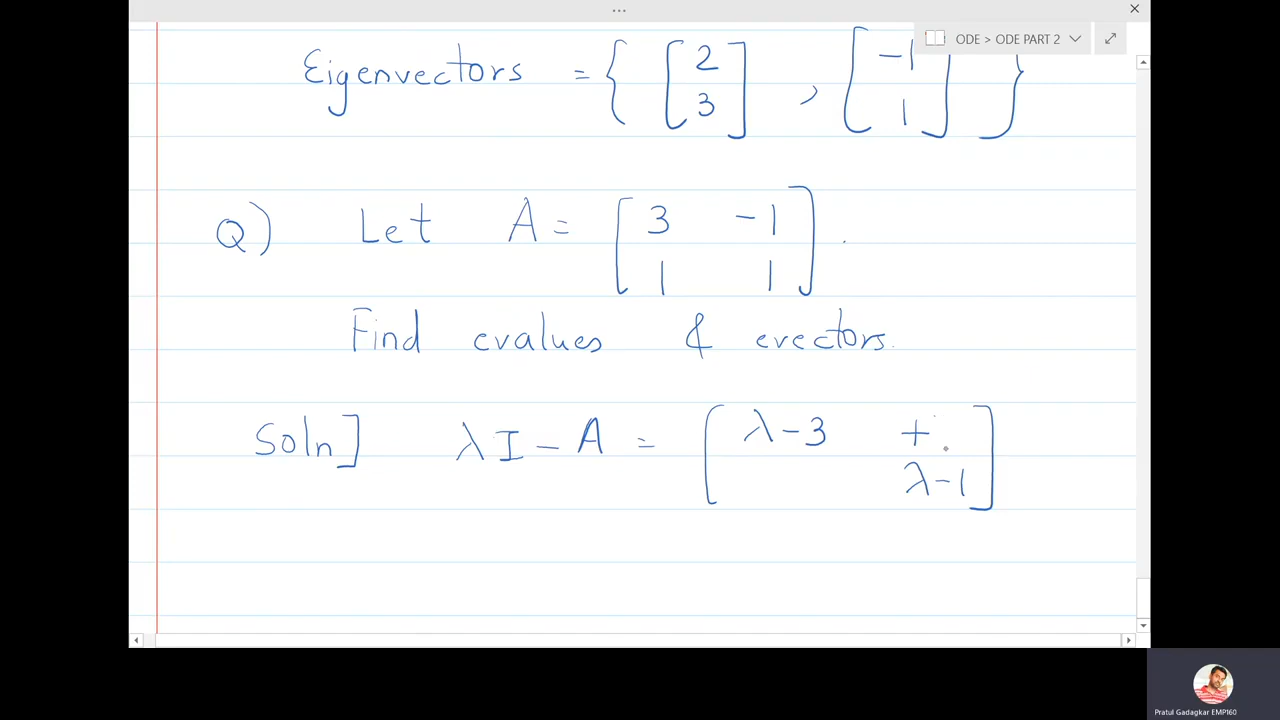 ...
ODE > ODE PART 2
Eigenvectors = { [2 3] , [-1 1] }
Q) Let A = [3 -1
1 1] .
Find evalues & evectors.
Soln] λI - A = [λ-3 +
λ-1]
Pratul Gadagkar EMP160